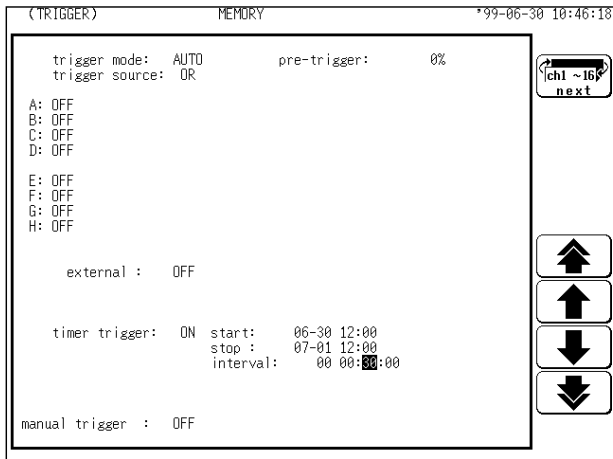 (TRIGGER) MEMORY '99-06-30 10:46:18
trigger mode: AUTO pre-trigger: 0%
trigger source: OR
ch1 ~16
next
A: OFF
B: OFF
C: OFF
D: OFF
E: OFF
F: OFF
G: OFF
H: OFF
external : OFF
timer trigger: ON start: 06-30 12:00
stop : 07-01 12:00
interval: 00 00:30:00
manual trigger : OFF